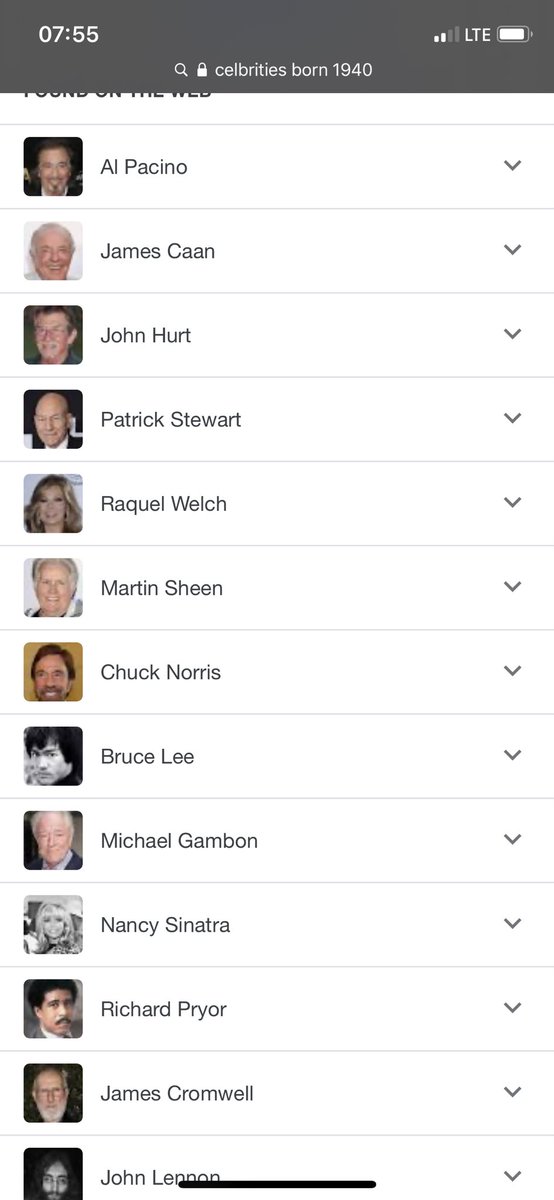 07:55
LTE
celbrities born 1940
FOUND ON THE WEB
Al Pacino
James Caan
John Hurt
Patrick Stewart
Raquel Welch
Martin Sheen
Chuck Norris
Bruce Lee
Michael Gambon
Nancy Sinatra
Richard Pryor
James Cromwell
John Lennon